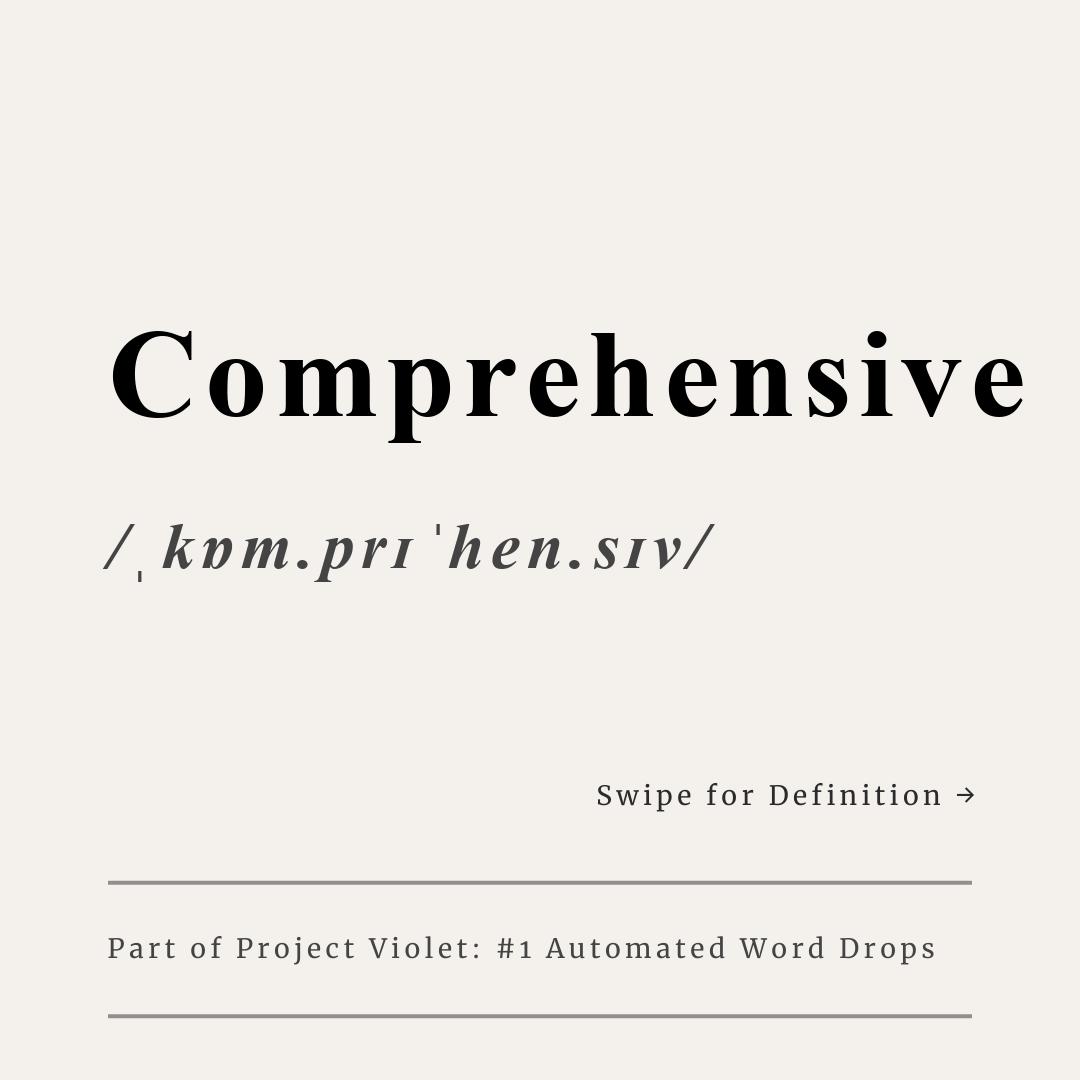 Comprehensive
/ˌkɒm.prɪˈhen.sɪv/
Swipe for Definition →
Part of Project Violet: #1 Automated Word Drops